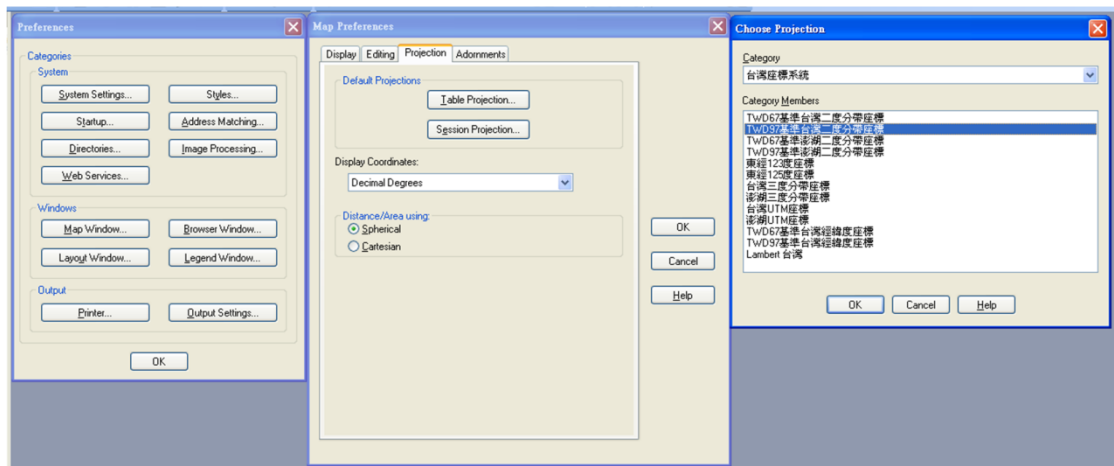 Preferences
Categories
System
System Settings...
Styles...
Startup...
Address Matching...
Directories...
Image Processing...
Web Services...
Windows
Map Window...
Browser Window...
Layout Window...
Legend Window...
Output
Printer...
Output Settings...
OK
Map Preferences
Display Editing Projection Adornments
Default Projections
Table Projection...
Session Projection...
Display Coordinates:
Decimal Degrees
Distance/Area using:
Spherical
Cartesian
OK
Cancel
Help
Choose Projection
Category
台灣座標系統
Category Members
TWD67基準台灣二度分帶座標
TWD97基準台灣二度分帶座標
TWD67基準澎湖二度分帶座標
TWD97基準澎湖二度分帶座標
東經123度座標
東經125度座標
台灣三度分帶座標
澎湖三度分帶座標
台灣UTM座標
澎湖UTM座標
TWD67基準台灣經緯度座標
TWD97基準台灣經緯度座標
Lambert 台灣
OK Cancel Help